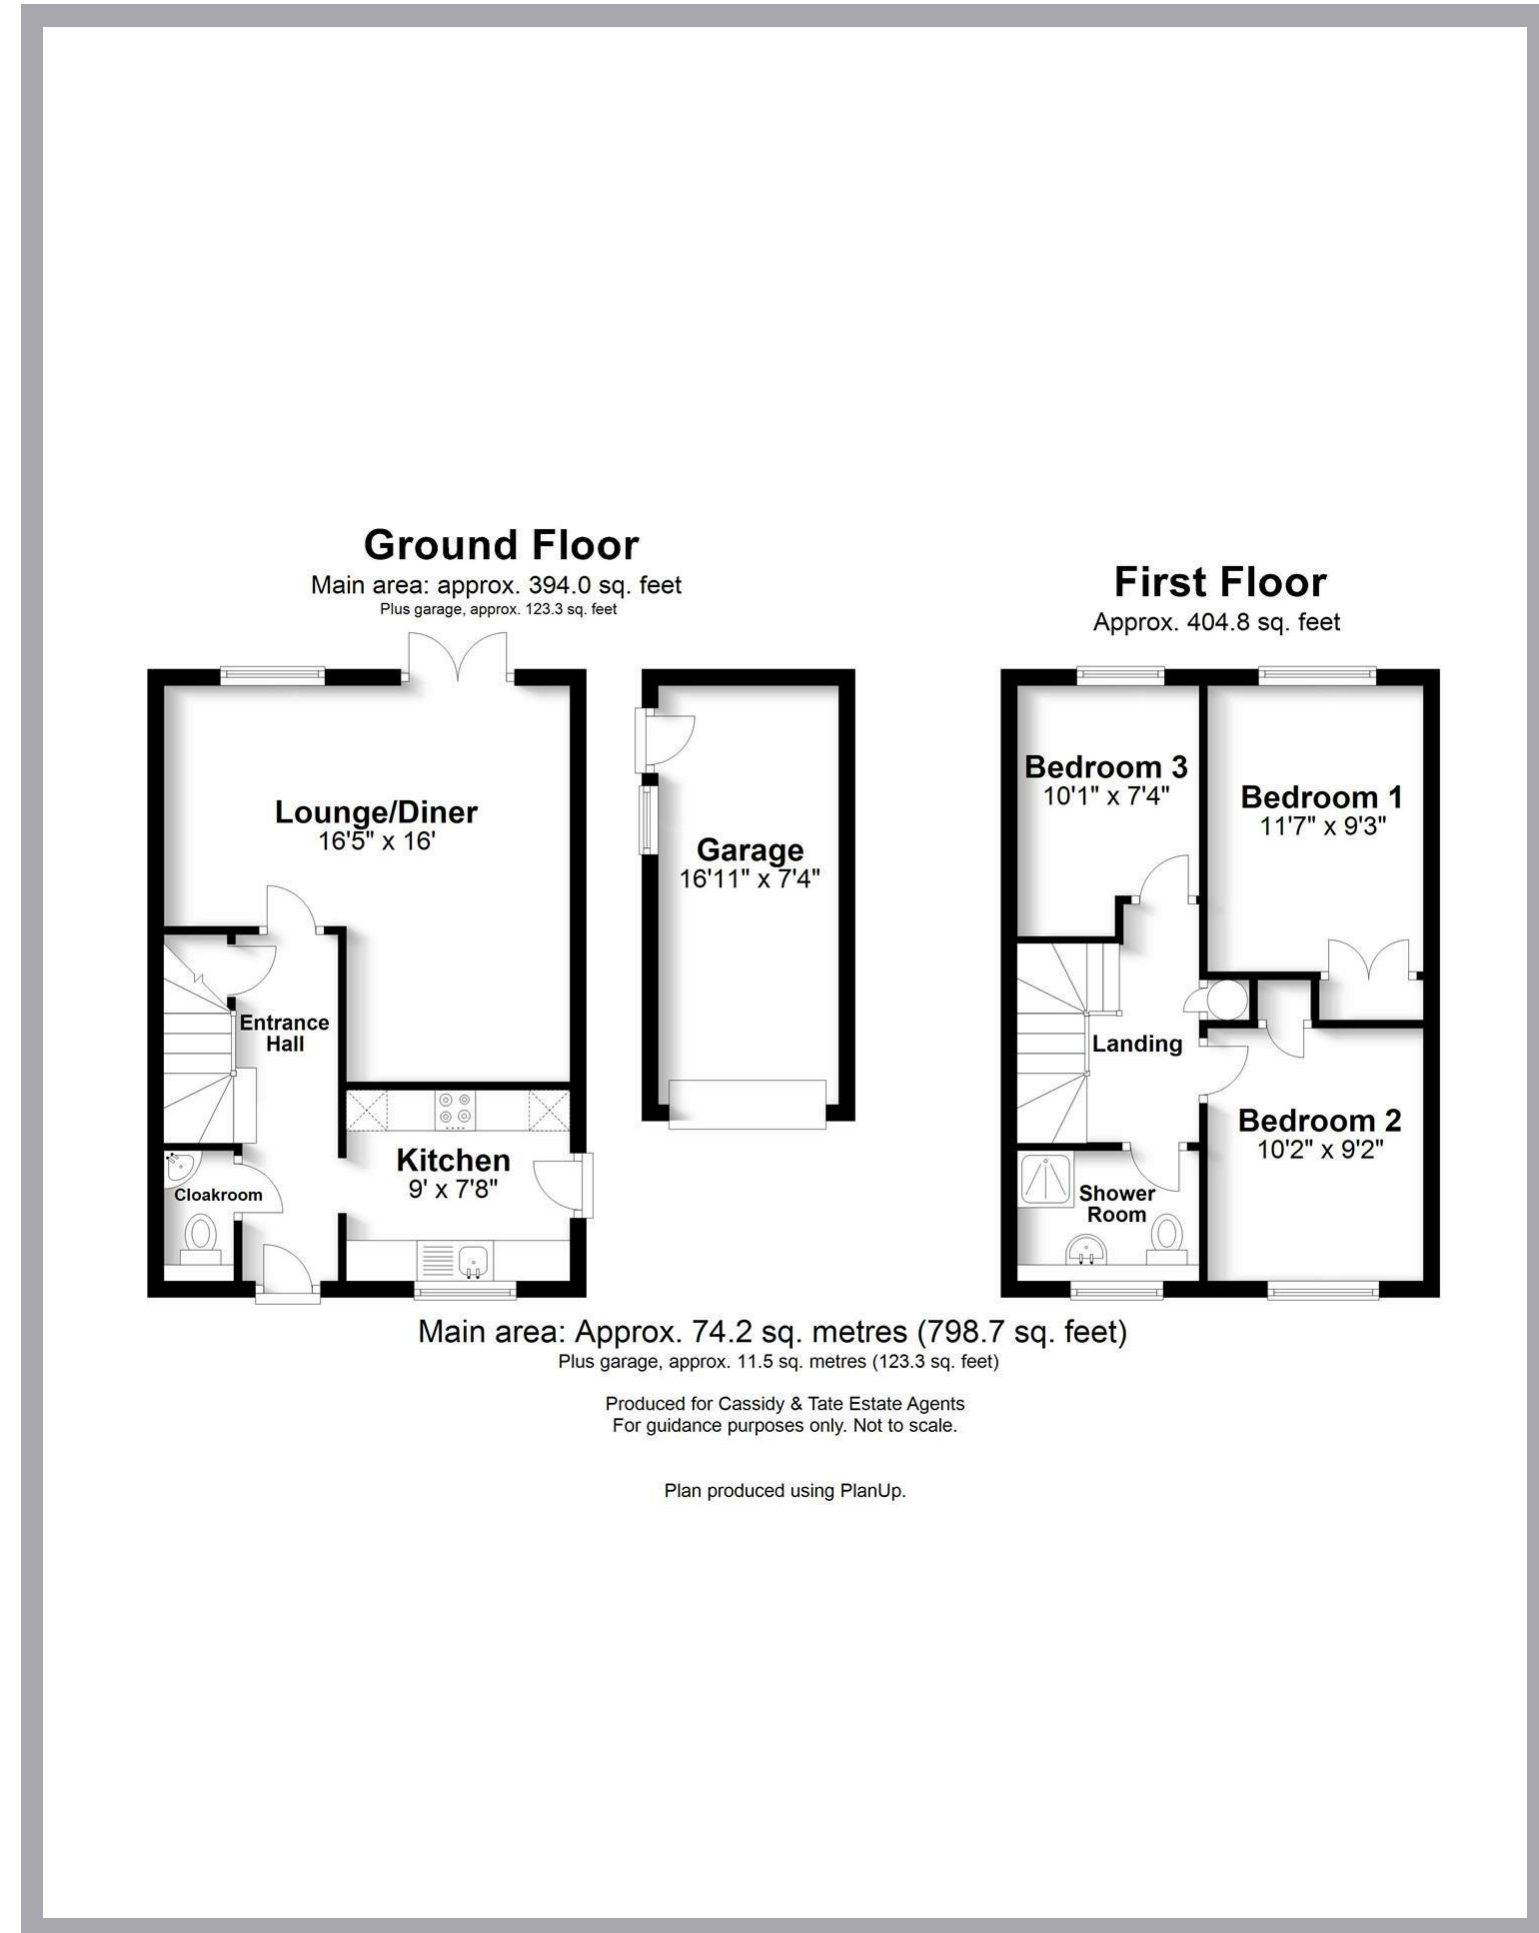 Ground Floor
Main area: approx. 394.0 sq. feet
Plus garage, approx. 123.3 sq. feet
Lounge/Diner
16'5" x 16'
Entrance
Hall
Cloakroom
Kitchen
9' x 7'8"
Garage
16'11" x 7'4"
First Floor
Approx. 404.8 sq. feet
Bedroom 3
10'1" x 7'4"
Bedroom 1
11'7" x 9'3"
Landing
Bedroom 2
10'2" x 9'2"
Shower
Room
Main area: Approx. 74.2 sq. metres (798.7 sq. feet)
Plus garage, approx. 11.5 sq. metres (123.3 sq. feet)
Produced for Cassidy & Tate Estate Agents
For guidance purposes only. Not to scale.
Plan produced using PlanUp.